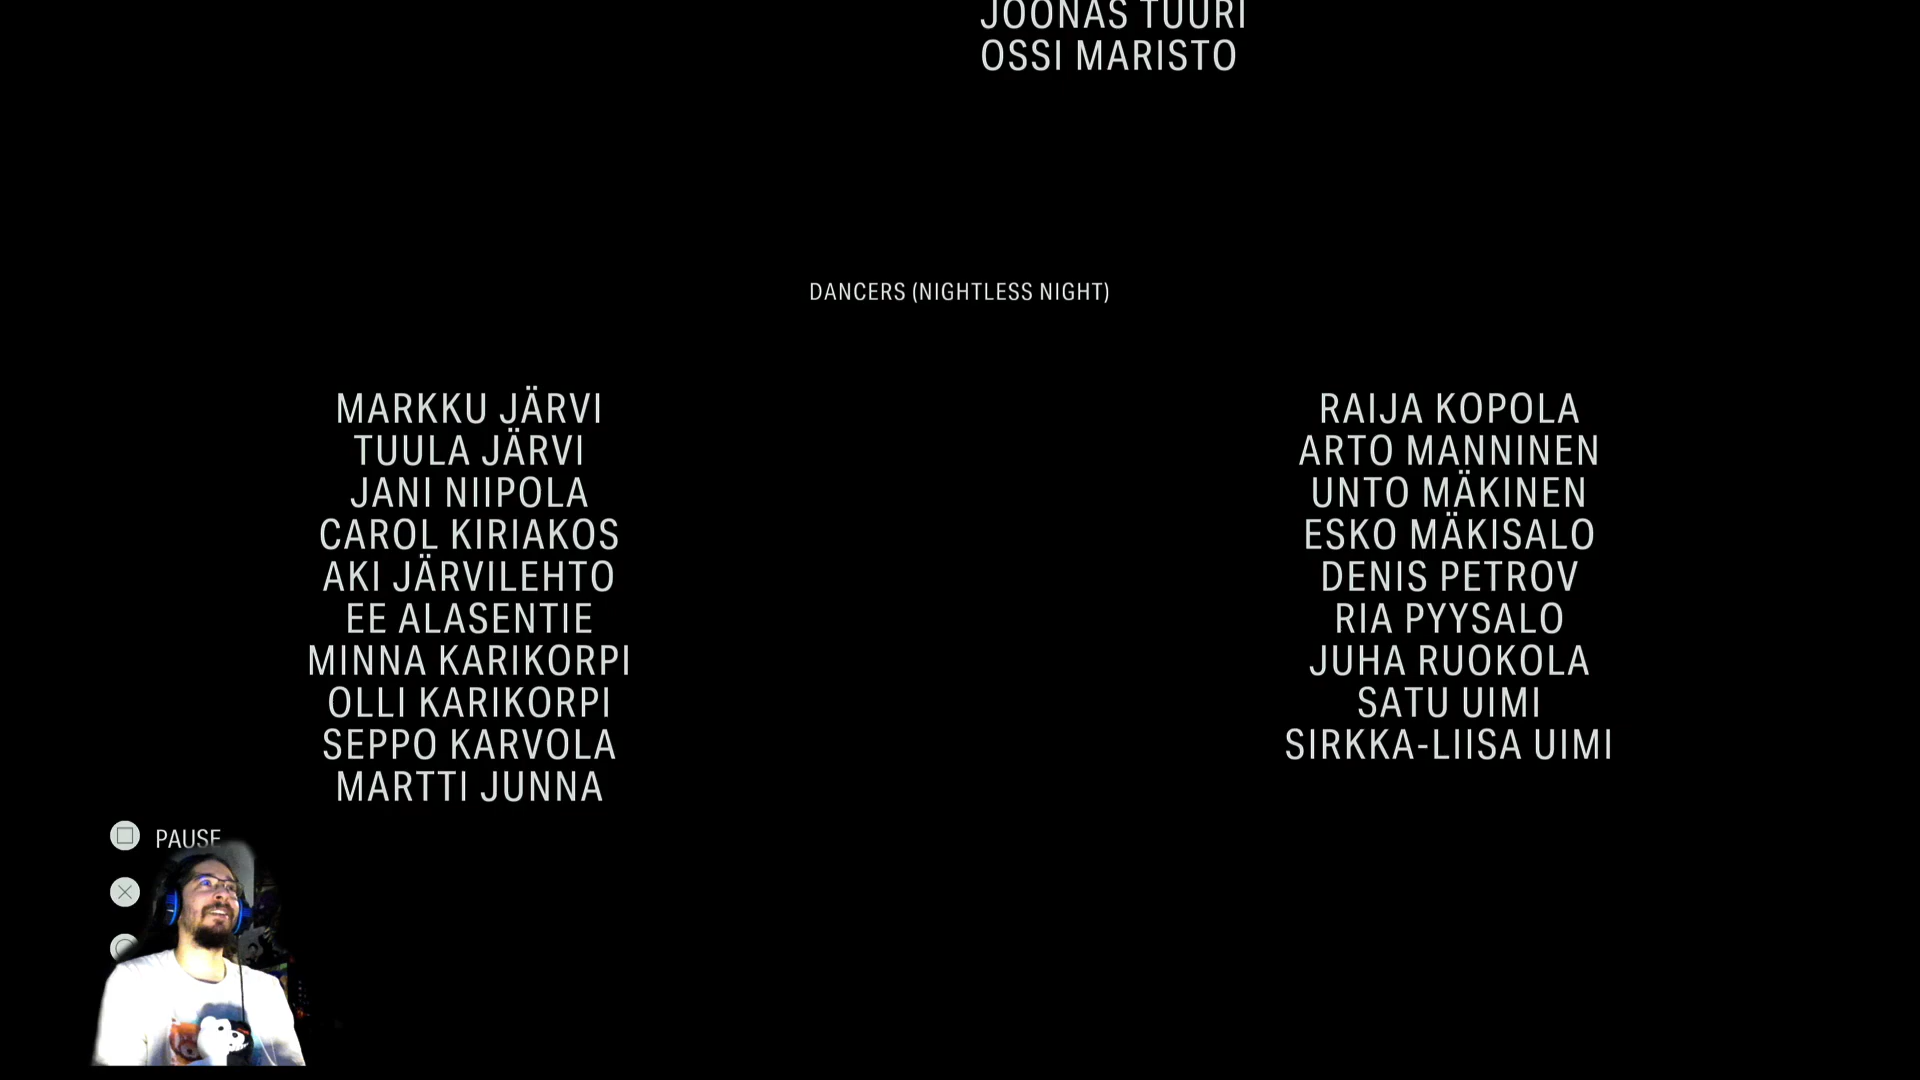 JOONAS TUURI
OSSI MARISTO
DANCERS (NIGHTLESS NIGHT)
MARKKU JÄRVI
TUULA JÄRVI
JANI NIIPOLA
CAROL KIRIAKOS
AKI JÄRVILEHTO
EE ALASENTIE
MINNA KARIKORPI
OLLI KARIKORPI
SEPPO KARVOLA
MARTTI JUNNA
RAIJA KOPOLA
ARTO MANNINEN
UNTO MÄKINEN
ESKO MÄKISALO
DENIS PETROV
RIA PYYSALO
JUHA RUOKOLA
SATU UIMI
SIRKKA-LIISA UIMI
PAUSE